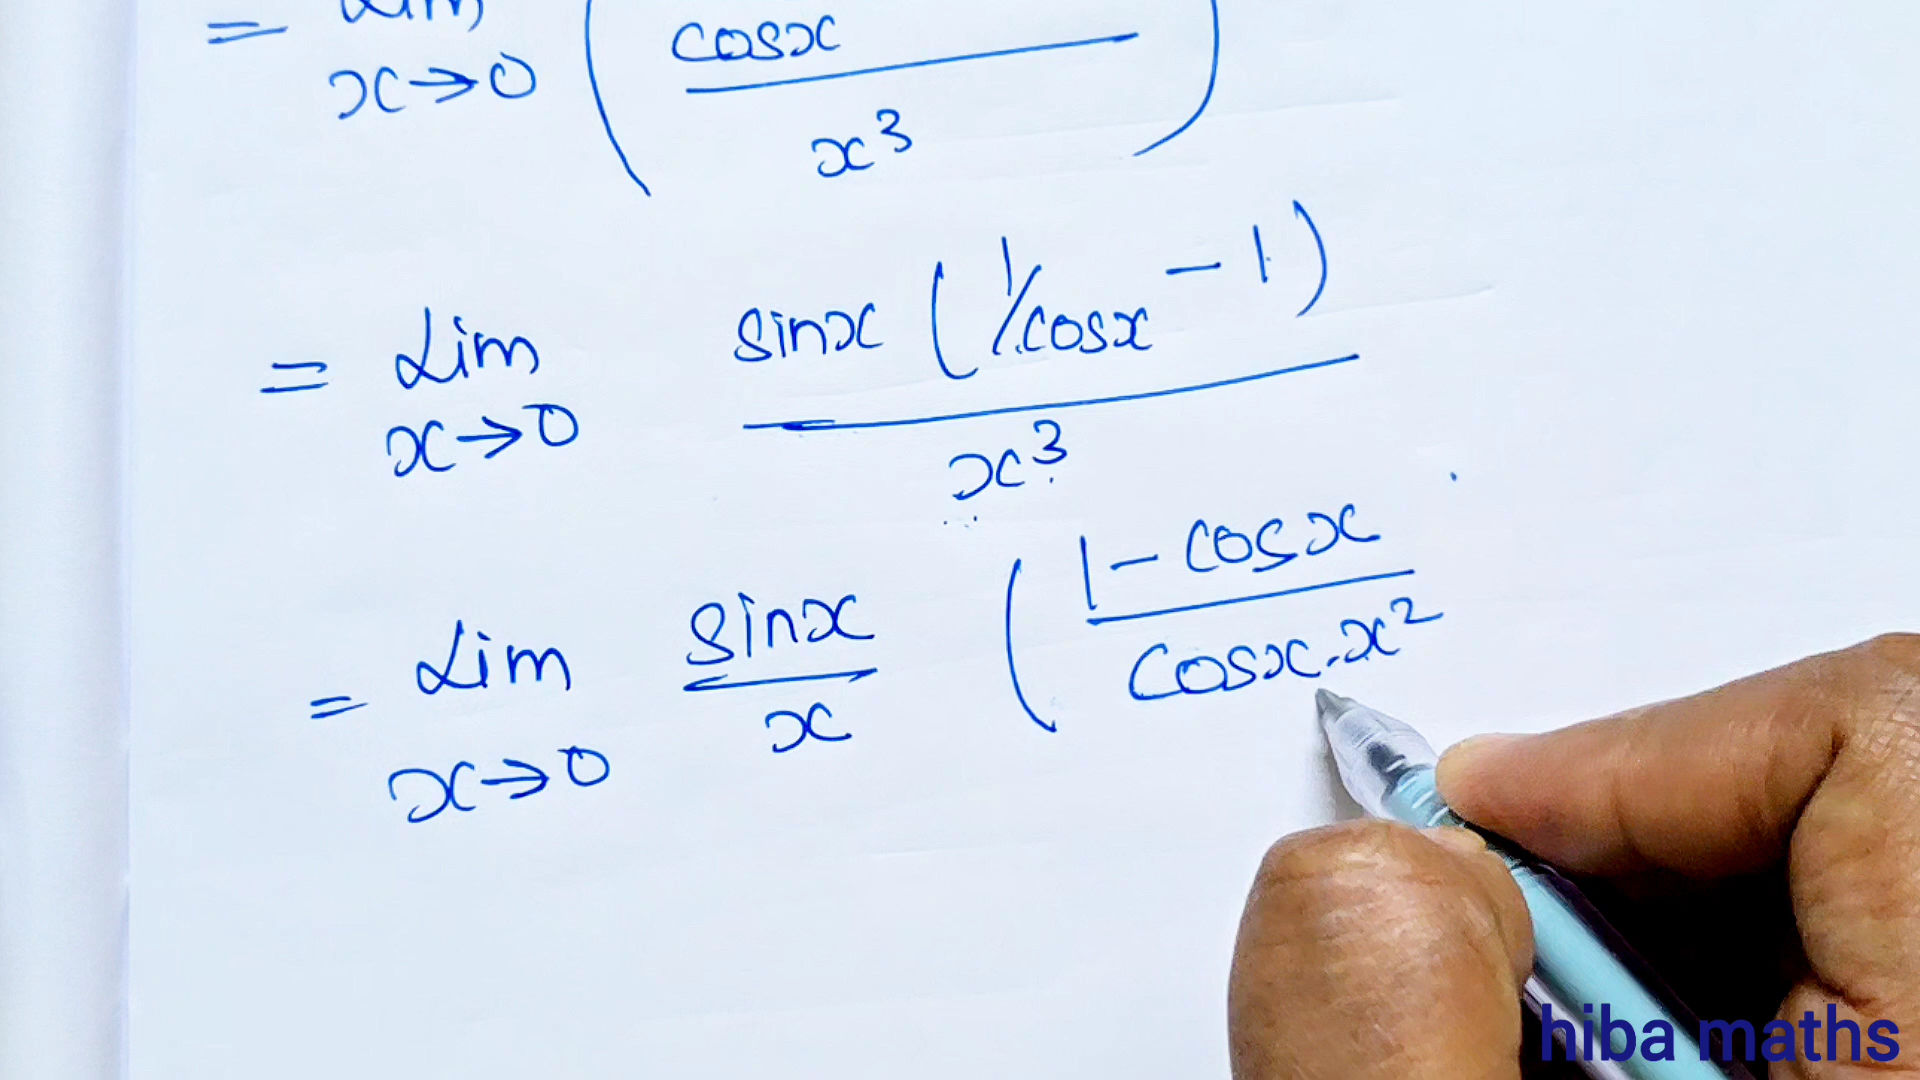 = Lim ( cosx
x→0 x³ )
= Lim sinx ( 1/cosx - 1 )
x→0 x³
= Lim sinx ( 1 - cosx
x→0 x cosx.x²
hiba maths